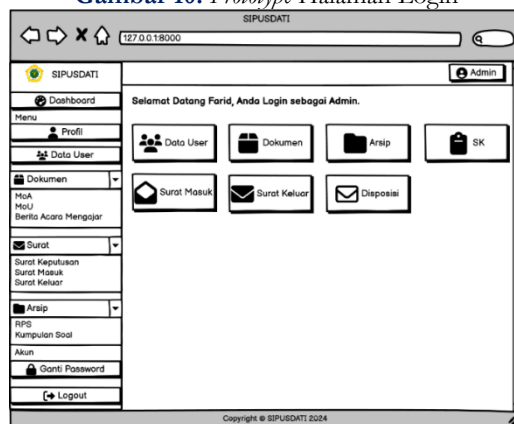 Gambar 10. Prototype Halaman Login
SIPUSDATI
127.0.0.1:8000
SIPUSDATI
Admin
Dashboard
Menu
Profil
Data User
Dokumen
MoA
MoU
Berita Acara Mengajar
Surat
Surat Keputusan
Surat Masuk
Surat Keluar
Arsip
RPS
Kumpulan Soal
Akun
Ganti Password
Logout
Selamat Datang Farid, Anda Login sebagai Admin.
Data User
Dokumen
Arsip
SK
Surat Masuk
Surat Keluar
Disposisi
Copyright @ SIPUSDATI 2024